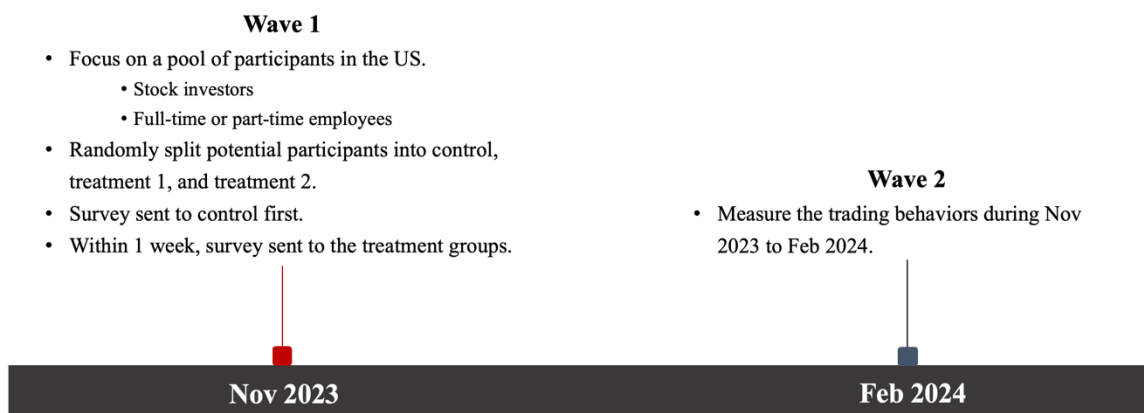 Wave 1
• Focus on a pool of participants in the US.
• Stock investors
• Full-time or part-time employees
• Randomly split potential participants into control,
treatment 1, and treatment 2.
• Survey sent to control first.
• Within 1 week, survey sent to the treatment groups.
Wave 2
• Measure the trading behaviors during Nov
2023 to Feb 2024.
Nov 2023
Feb 2024